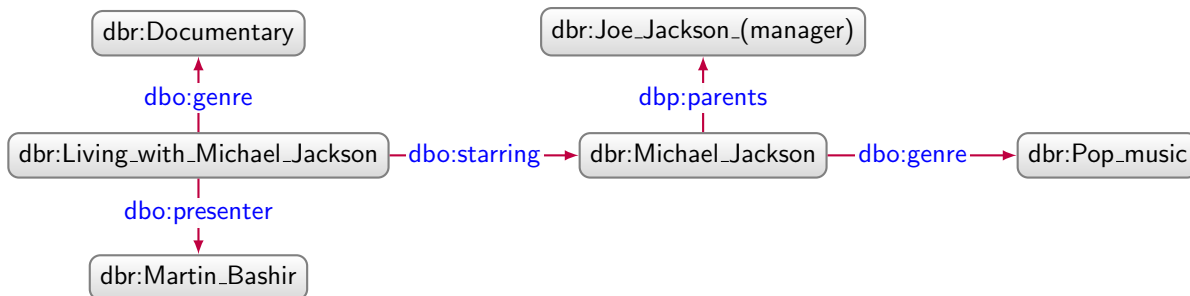 dbr:Documentary
dbr:Joe_Jackson_(manager)
dbo:genre
dbp:parents
dbr:Living_with_Michael_Jackson
dbo:starring
dbr:Michael_Jackson
dbo:genre
dbr:Pop_music
dbo:presenter
dbr:Martin_Bashir